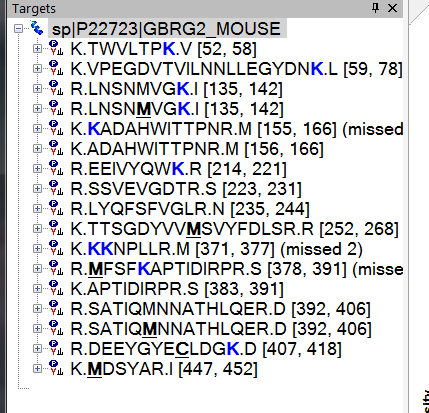 Targets
sp|P22723|GBRG2_MOUSE
K.TWVLTPK.V [52, 58]
K.VPEGDVTVILNNLLEGYDNK.L [59, 78]
R.LNSNMVGK.I [135, 142]
R.LNSNMVGK.I [135, 142]
K.KADAHWITTPNR.M [155, 166] (missed
K.ADAHWITTPNR.M [156, 166]
R.EEIVYQWK.R [214, 221]
R.SSVEVGDTR.S [223, 231]
R.LYQFSFVGLR.N [235, 244]
K.TTSGDYVVMSVYFDLSR.R [252, 268]
K.KKNPLLR.M [371, 377] (missed 2)
R.MFSFKAPTIDIRPR.S [378, 391] (misse
K.APTIDIRPR.S [383, 391]
R.SATIQMNNATHLQER.D [392, 406]
R.SATIQMNNATHLQER.D [392, 406]
R.DEEYGYECLDGK.D [407, 418]
K.MDSYAR.I [447, 452]